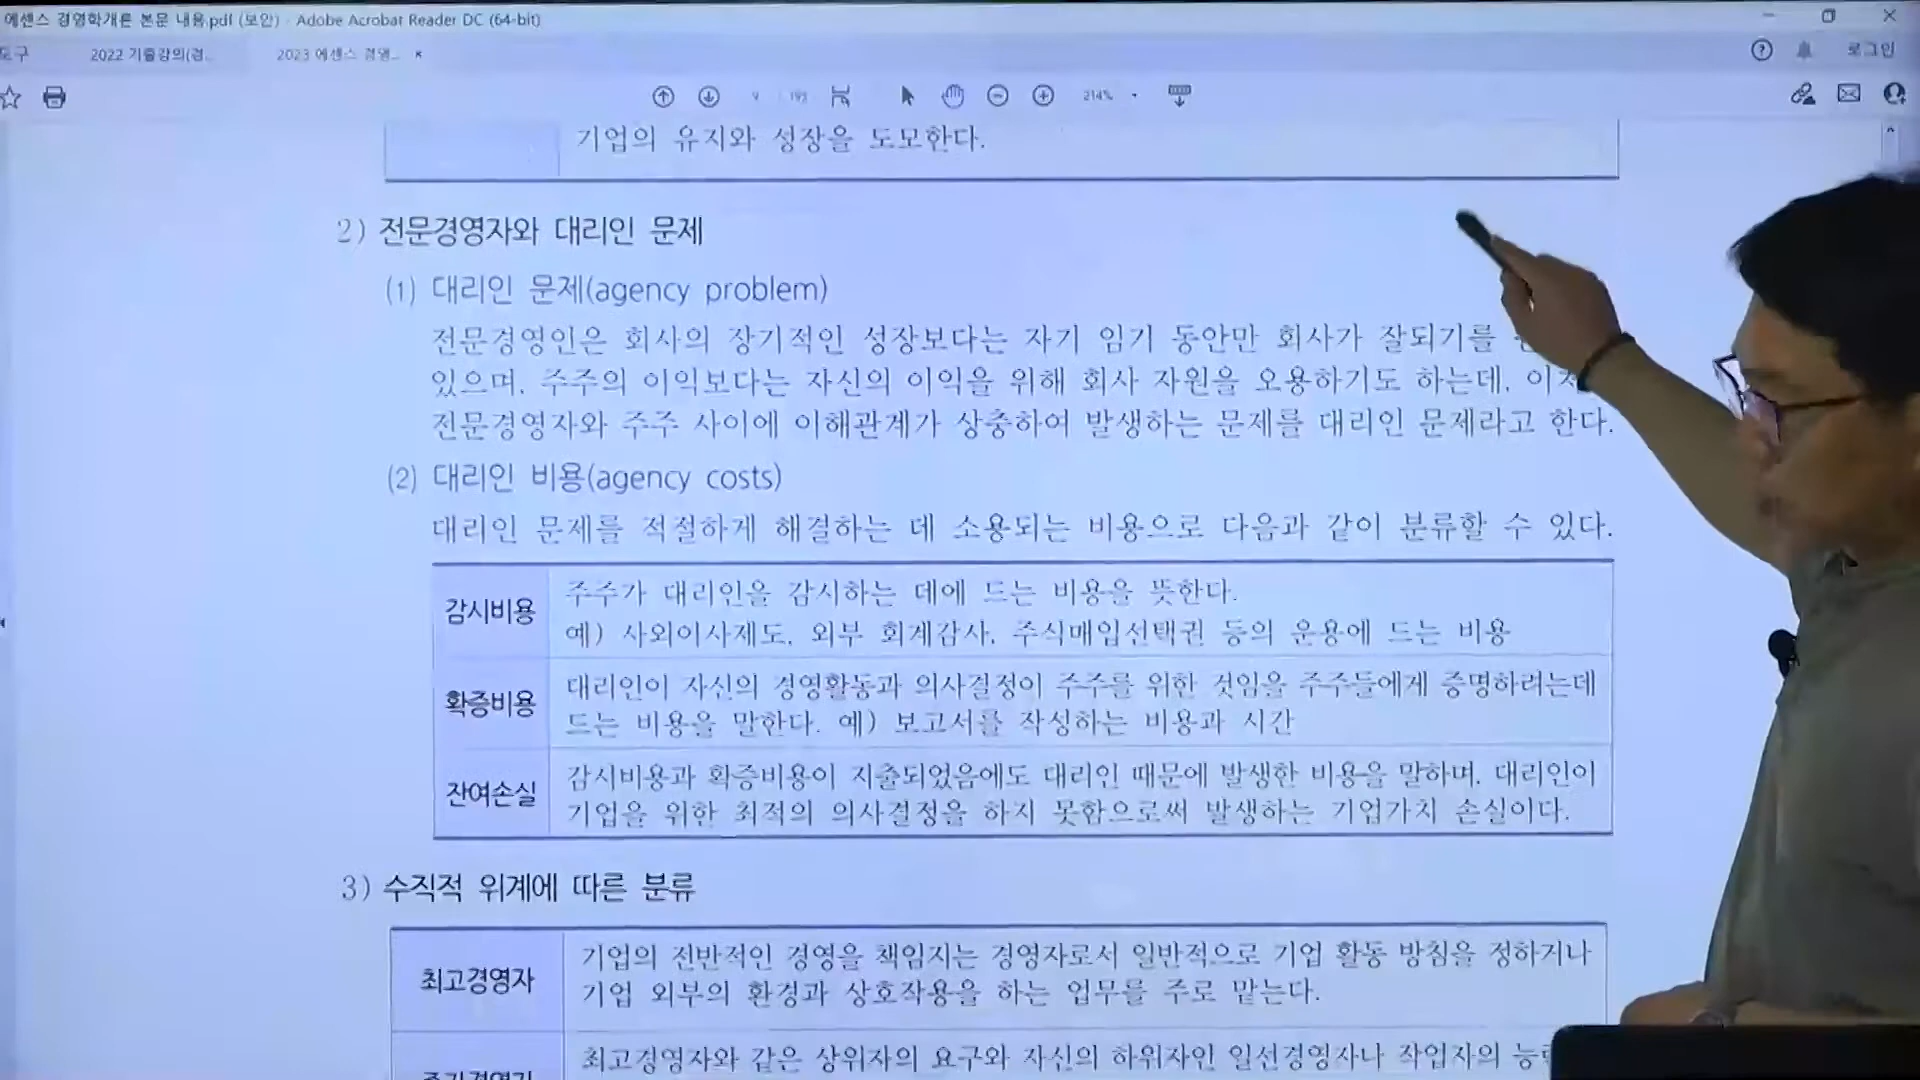 에센스 경영학개론 본문 내용.pdf (보안) - Adobe Acrobat Reader DC (64-bit)
도구 2022 기출강의(경... 2023 에센스 경영... × 로그인
9 / 195 214%
기업의 유지와 성장을 도모한다.
2) 전문경영자와 대리인 문제
(1) 대리인 문제(agency problem)
전문경영인은 회사의 장기적인 성장보다는 자기 임기 동안만 회사가 잘되기를
있으며, 주주의 이익보다는 자신의 이익을 위해 회사 자원을 오용하기도 하는데, 이처
전문경영자와 주주 사이에 이해관계가 상충하여 발생하는 문제를 대리인 문제라고 한다.
(2) 대리인 비용(agency costs)
대리인 문제를 적절하게 해결하는 데 소용되는 비용으로 다음과 같이 분류할 수 있다.
감시비용 주주가 대리인을 감시하는 데에 드는 비용을 뜻한다.
예) 사외이사제도, 외부 회계감사, 주식매입선택권 등의 운용에 드는 비용
확증비용 대리인이 자신의 경영활동과 의사결정이 주주를 위한 것임을 주주들에게 증명하려는데
드는 비용을 말한다. 예) 보고서를 작성하는 비용과 시간
잔여손실 감시비용과 확증비용이 지출되었음에도 대리인 때문에 발생한 비용을 말하며, 대리인이
기업을 위한 최적의 의사결정을 하지 못함으로써 발생하는 기업가치 손실이다.
3) 수직적 위계에 따른 분류
최고경영자 기업의 전반적인 경영을 책임지는 경영자로서 일반적으로 기업 활동 방침을 정하거나
기업 외부의 환경과 상호작용을 하는 업무를 주로 맡는다.
최고경영자와 같은 상위자의 요구와 자신의 하위자인 일선경영자나 작업자의